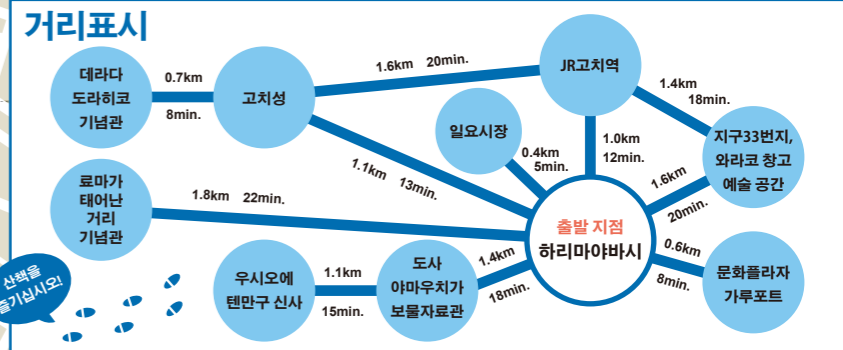 거리표시
데라다
도라히코
기념관
0.7km
8min.
고치성
1.6km 20min.
JR고치역
1.4km
18min.
일요시장
0.4km
5min.
1.0km
12min.
지구33번지,
와라코 창고
예술 공간
1.1km 13min.
1.6km
20min.
료마가
태어난
거리
기념관
1.8km 22min.
출발 지점
하리마야바시
0.6km
8min.
문화플라자
가루포트
우시오에
텐만구 신사
1.1km
15min.
도사
야마우치가
보물자료관
1.4km
18min.
산책을
즐기십시오!